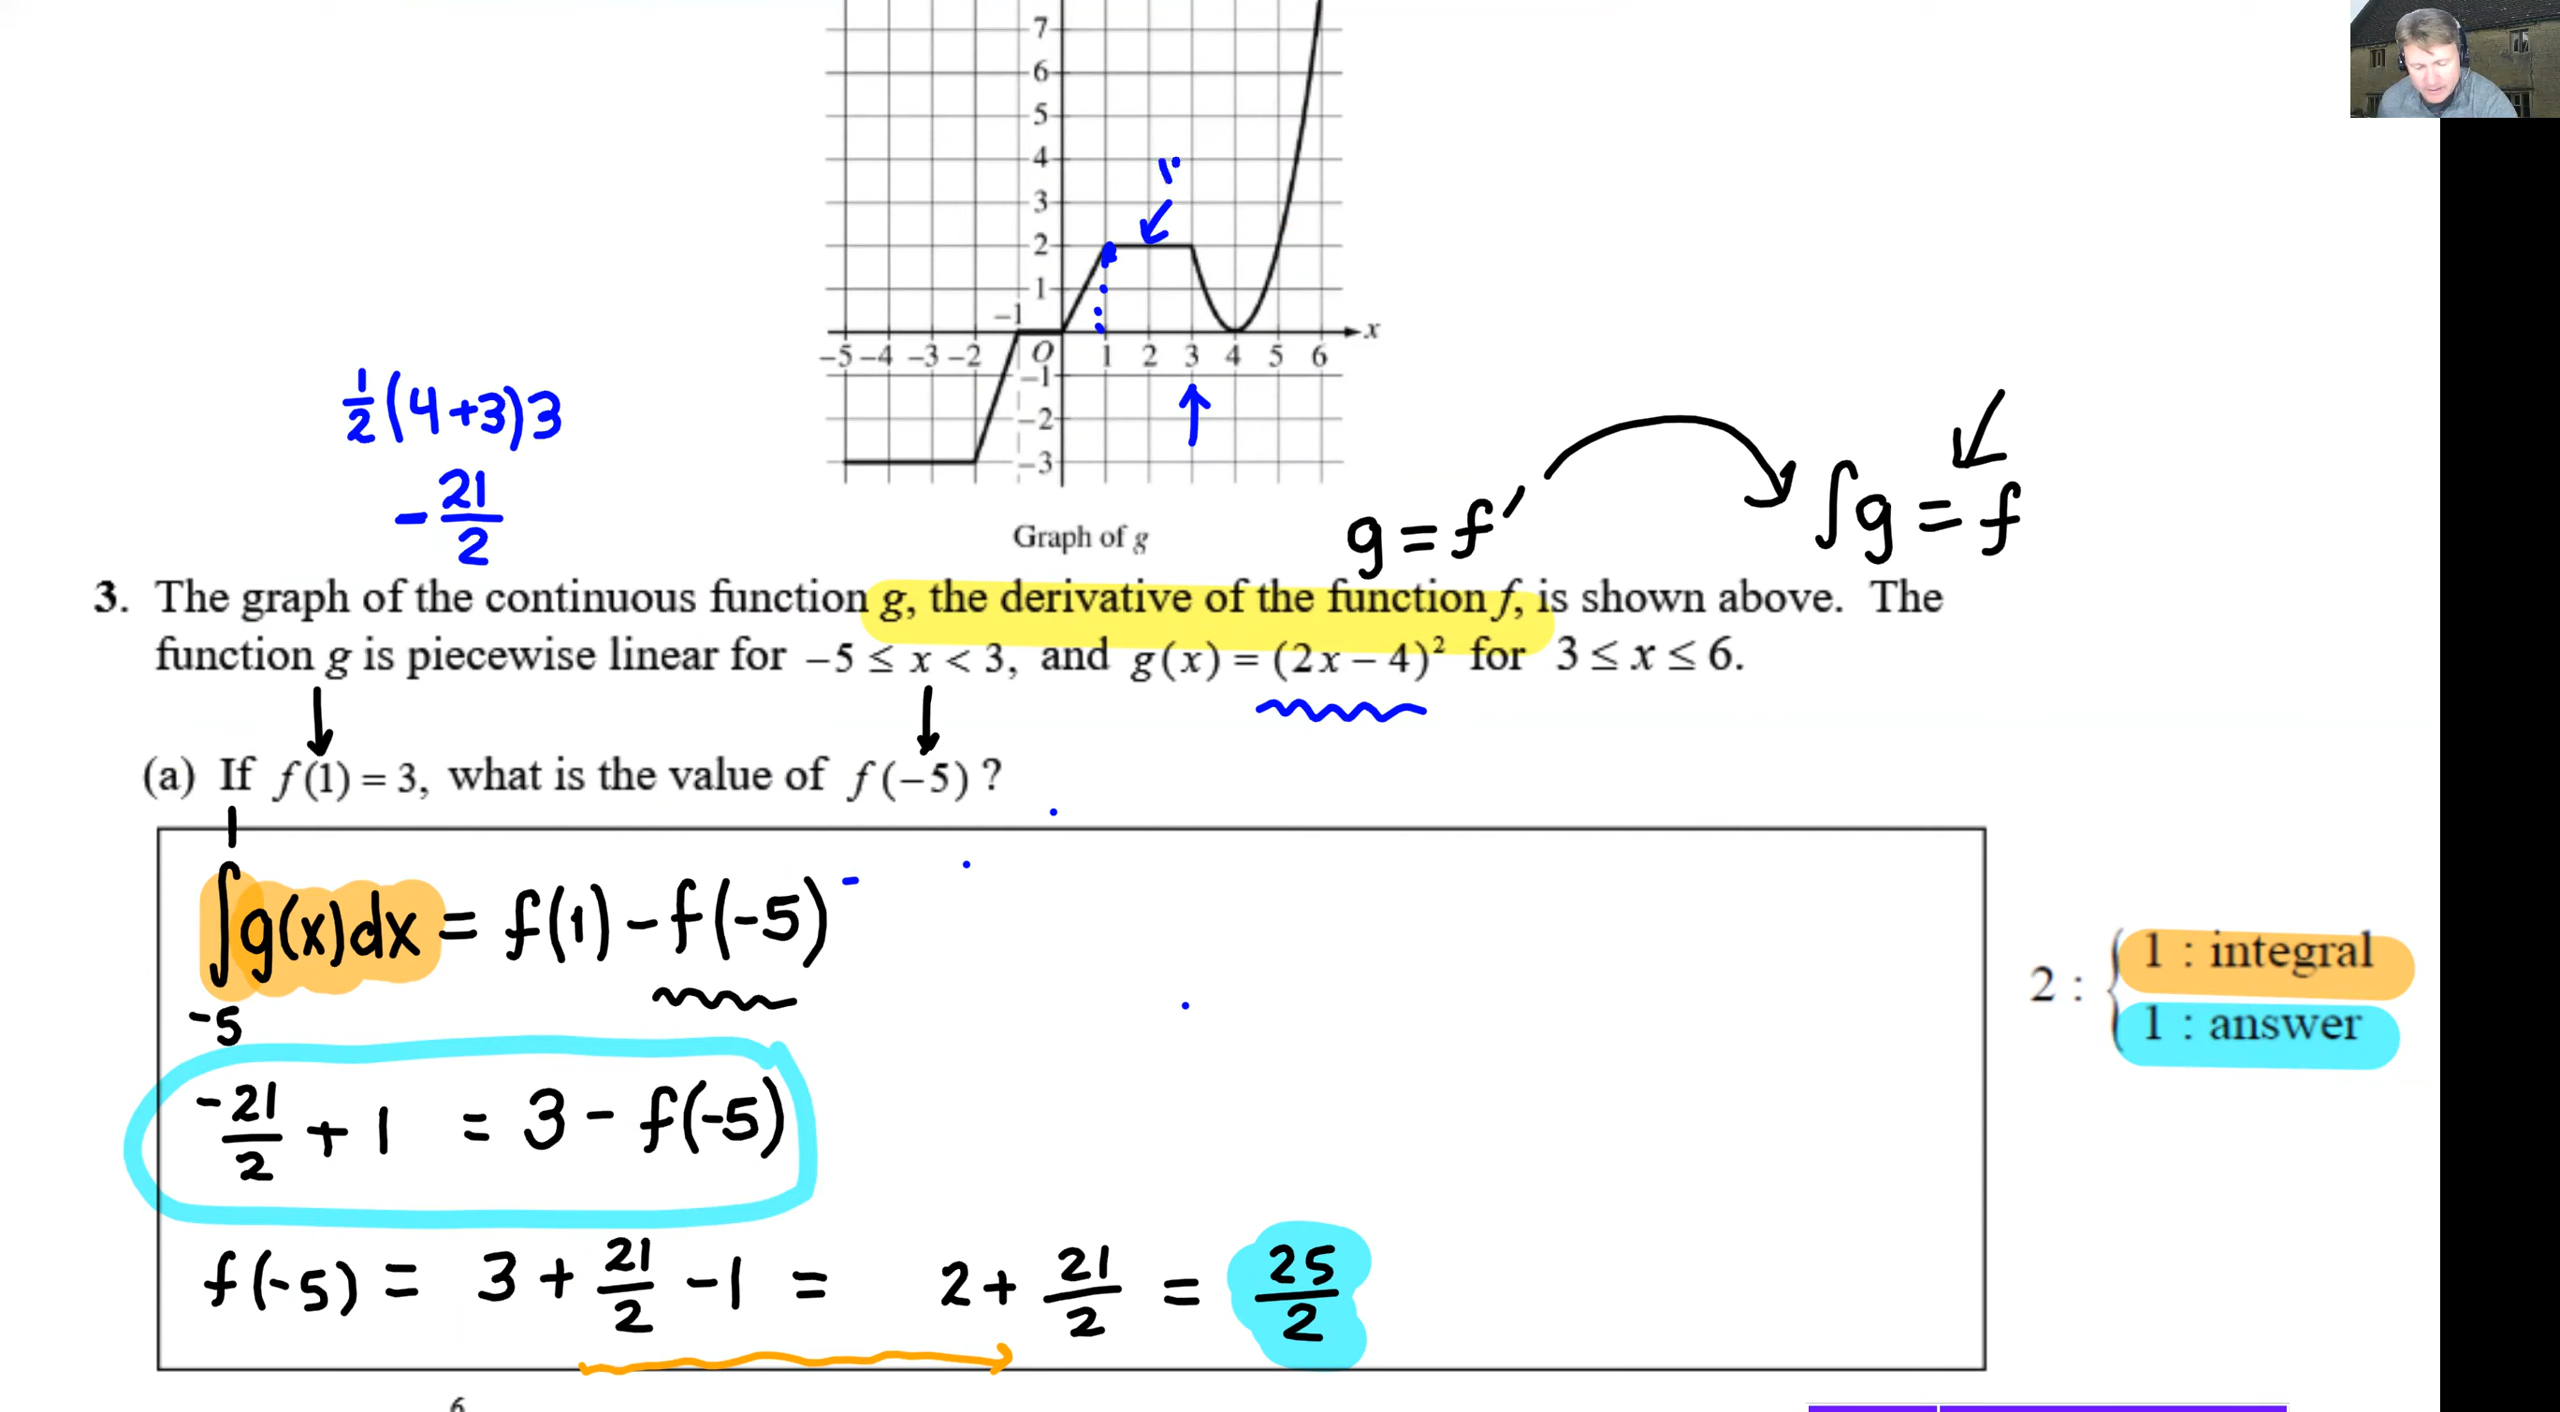 7
6
5
4
3
2
1
-1
x
-5 -4 -3 -2 O 1 2 3 4 5 6
-1
-2
-3
Graph of g
½(4+3)3
-21/2
g = f′
∫g = f
3. The graph of the continuous function g, the derivative of the function f, is shown above. The
function g is piecewise linear for −5 ≤ x < 3, and g(x) = (2x − 4)² for 3 ≤ x ≤ 6.
(a) If f(1) = 3, what is the value of f(−5)?
1
∫g(x)dx = f(1) - f(-5)
-5
2 : { 1 : integral
1 : answer
-21/2 + 1 = 3 - f(-5)
f(-5) = 3 + 21/2 - 1 = 2 + 21/2 = 25/2